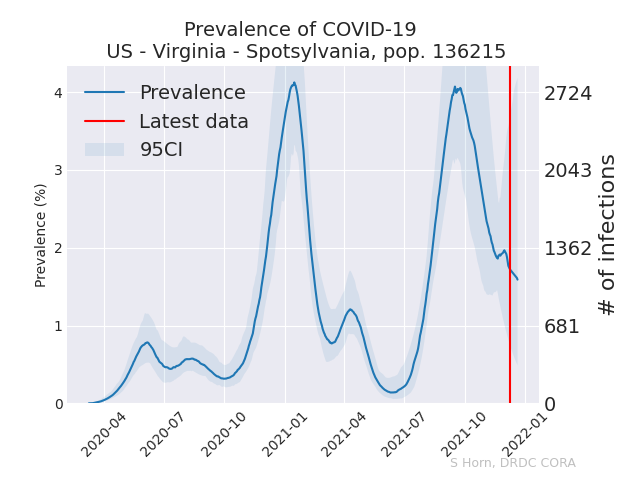 Prevalence of COVID-19
US - Virginia - Spotsylvania, pop. 136215
Prevalence
Latest data
95CI
Prevalence (%)
4
3
2
1
0
2724
2043
1362
681
0
# of infections
2020-04
2020-07
2020-10
2021-01
2021-04
2021-07
2021-10
2022-01
S Horn, DRDC CORA